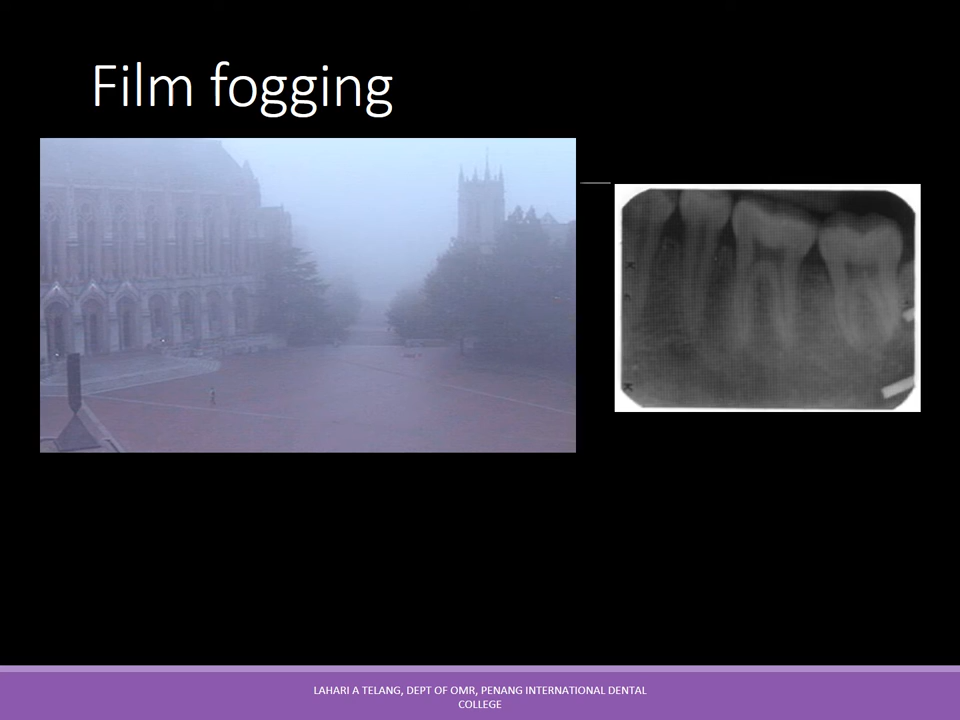 Film fogging
LAHARI A TELANG, DEPT OF OMR, PENANG INTERNATIONAL DENTAL
COLLEGE